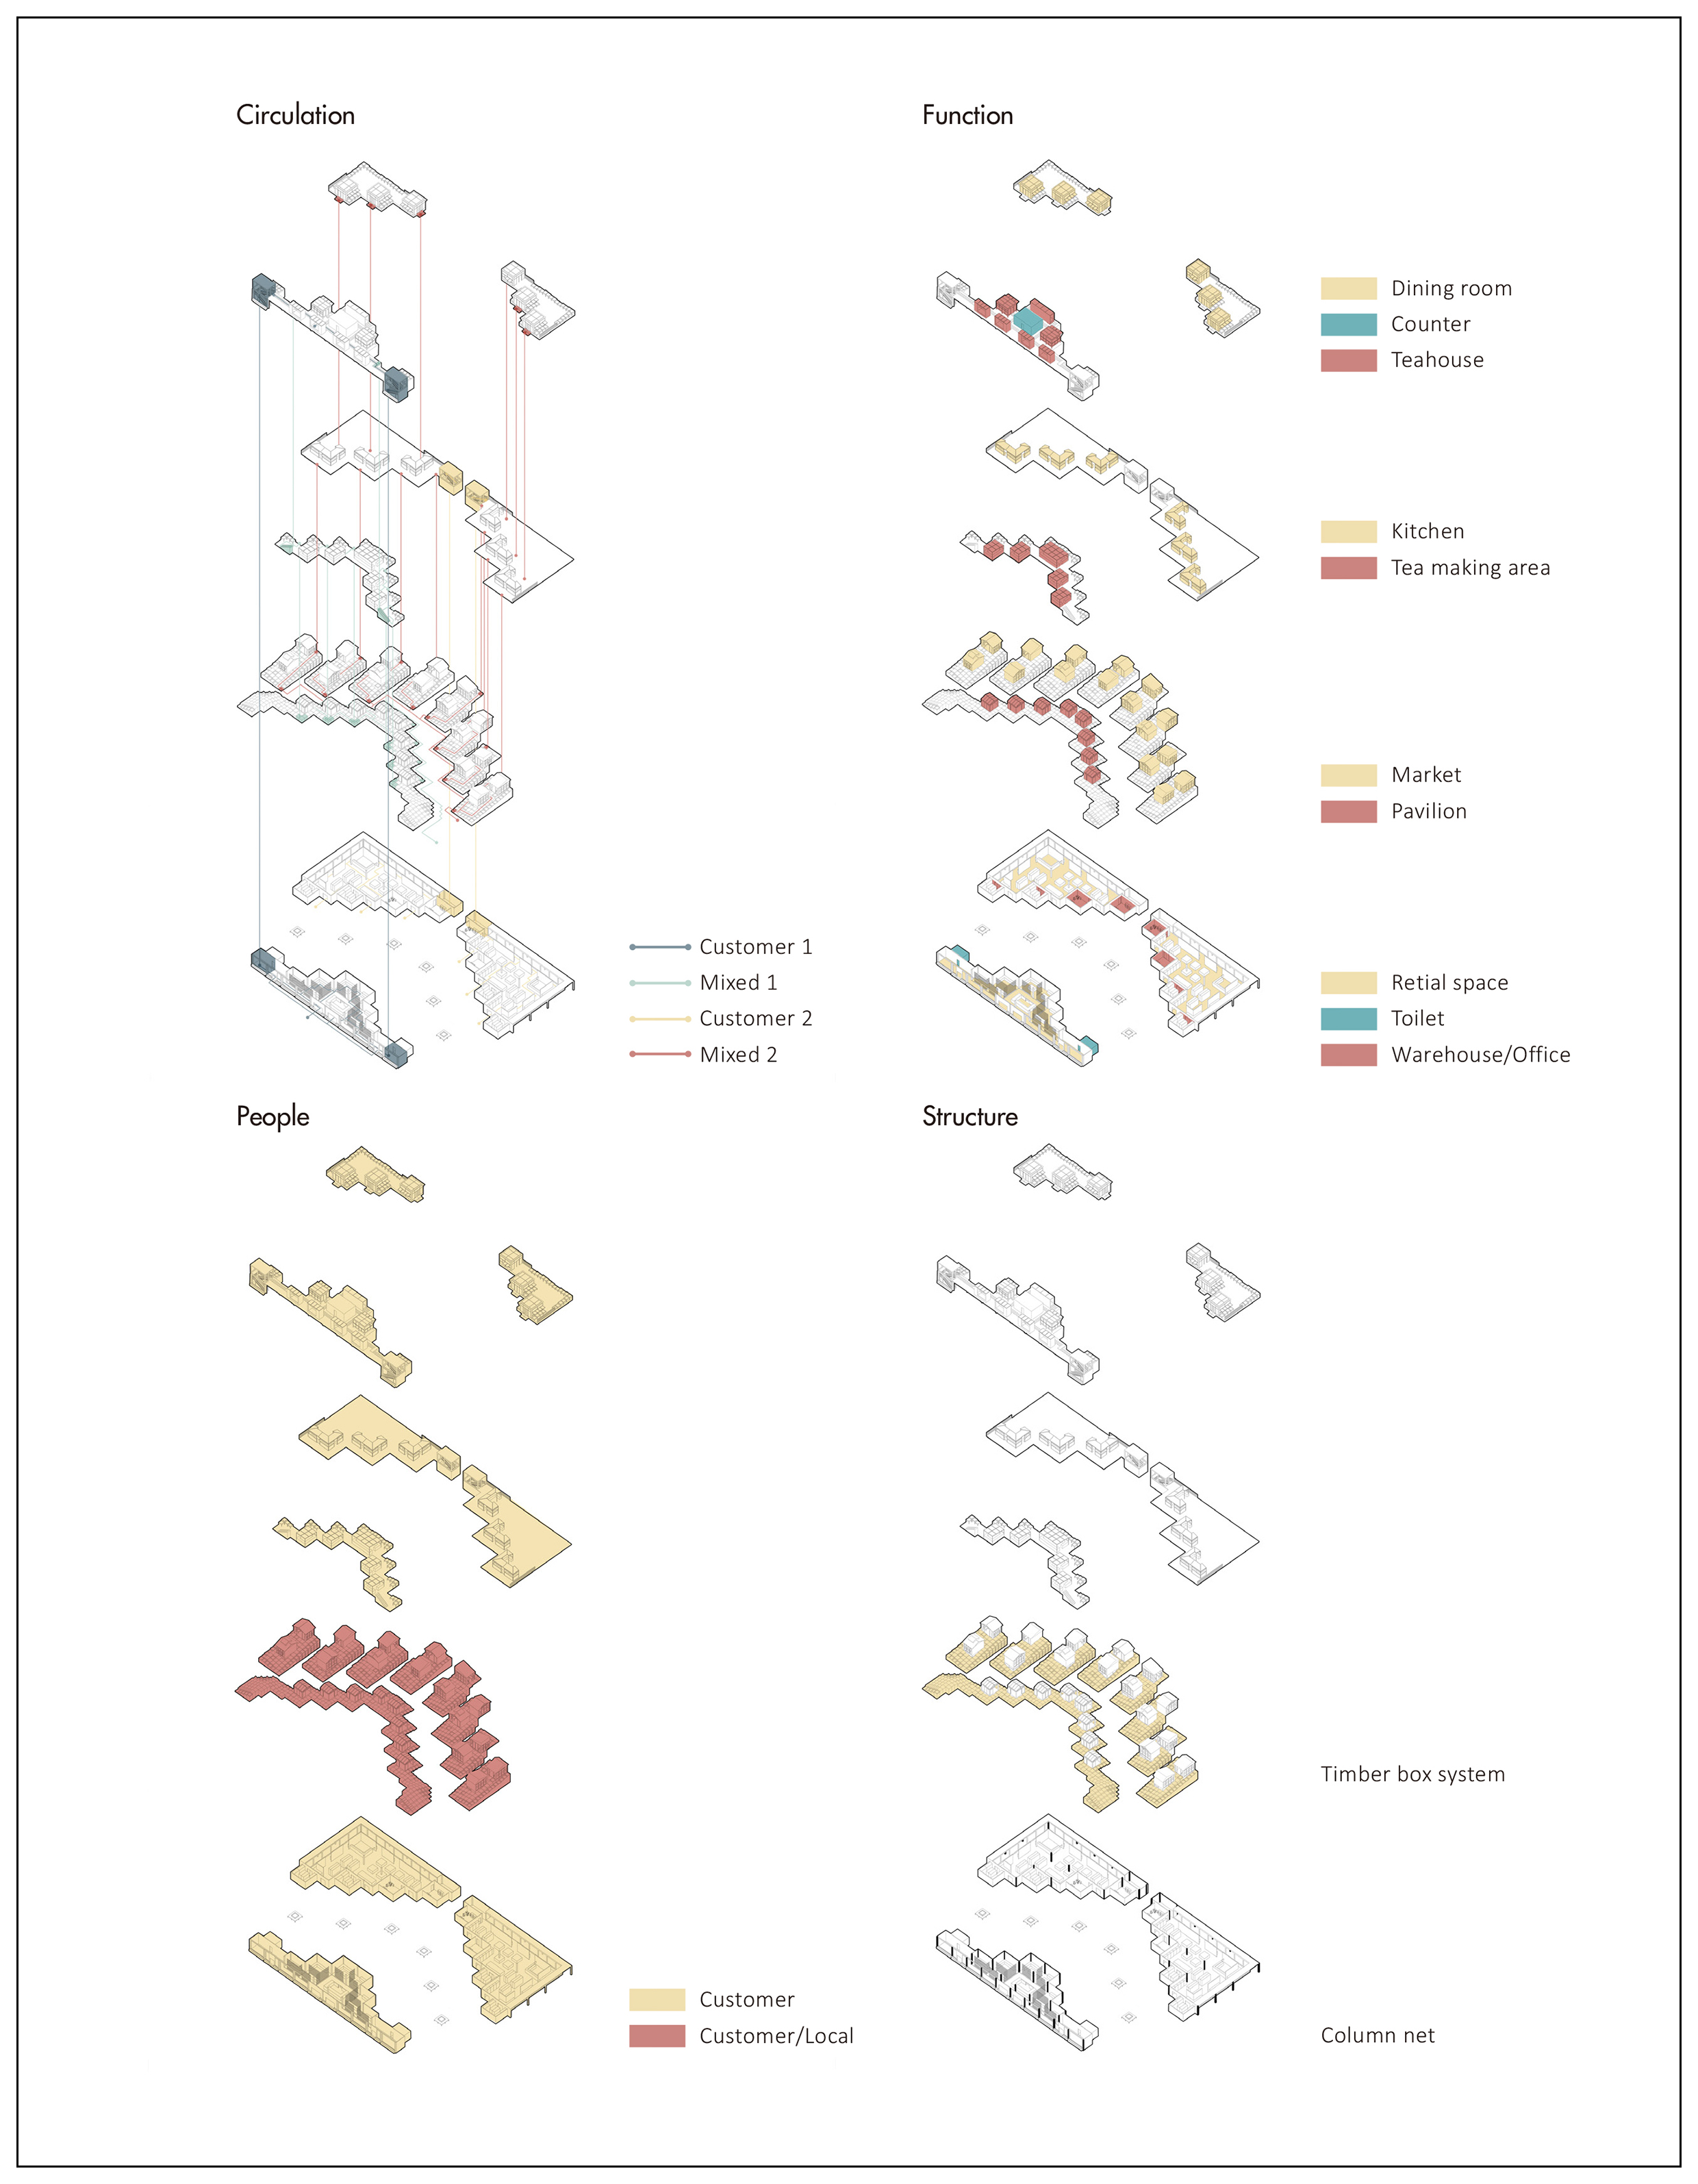 Circulation
Customer 1
Mixed 1
Customer 2
Mixed 2
Function
Dining room
Counter
Teahouse
Kitchen
Tea making area
Market
Pavilion
Retial space
Toilet
Warehouse/Office
People
Customer
Customer/Local
Structure
Timber box system
Column net